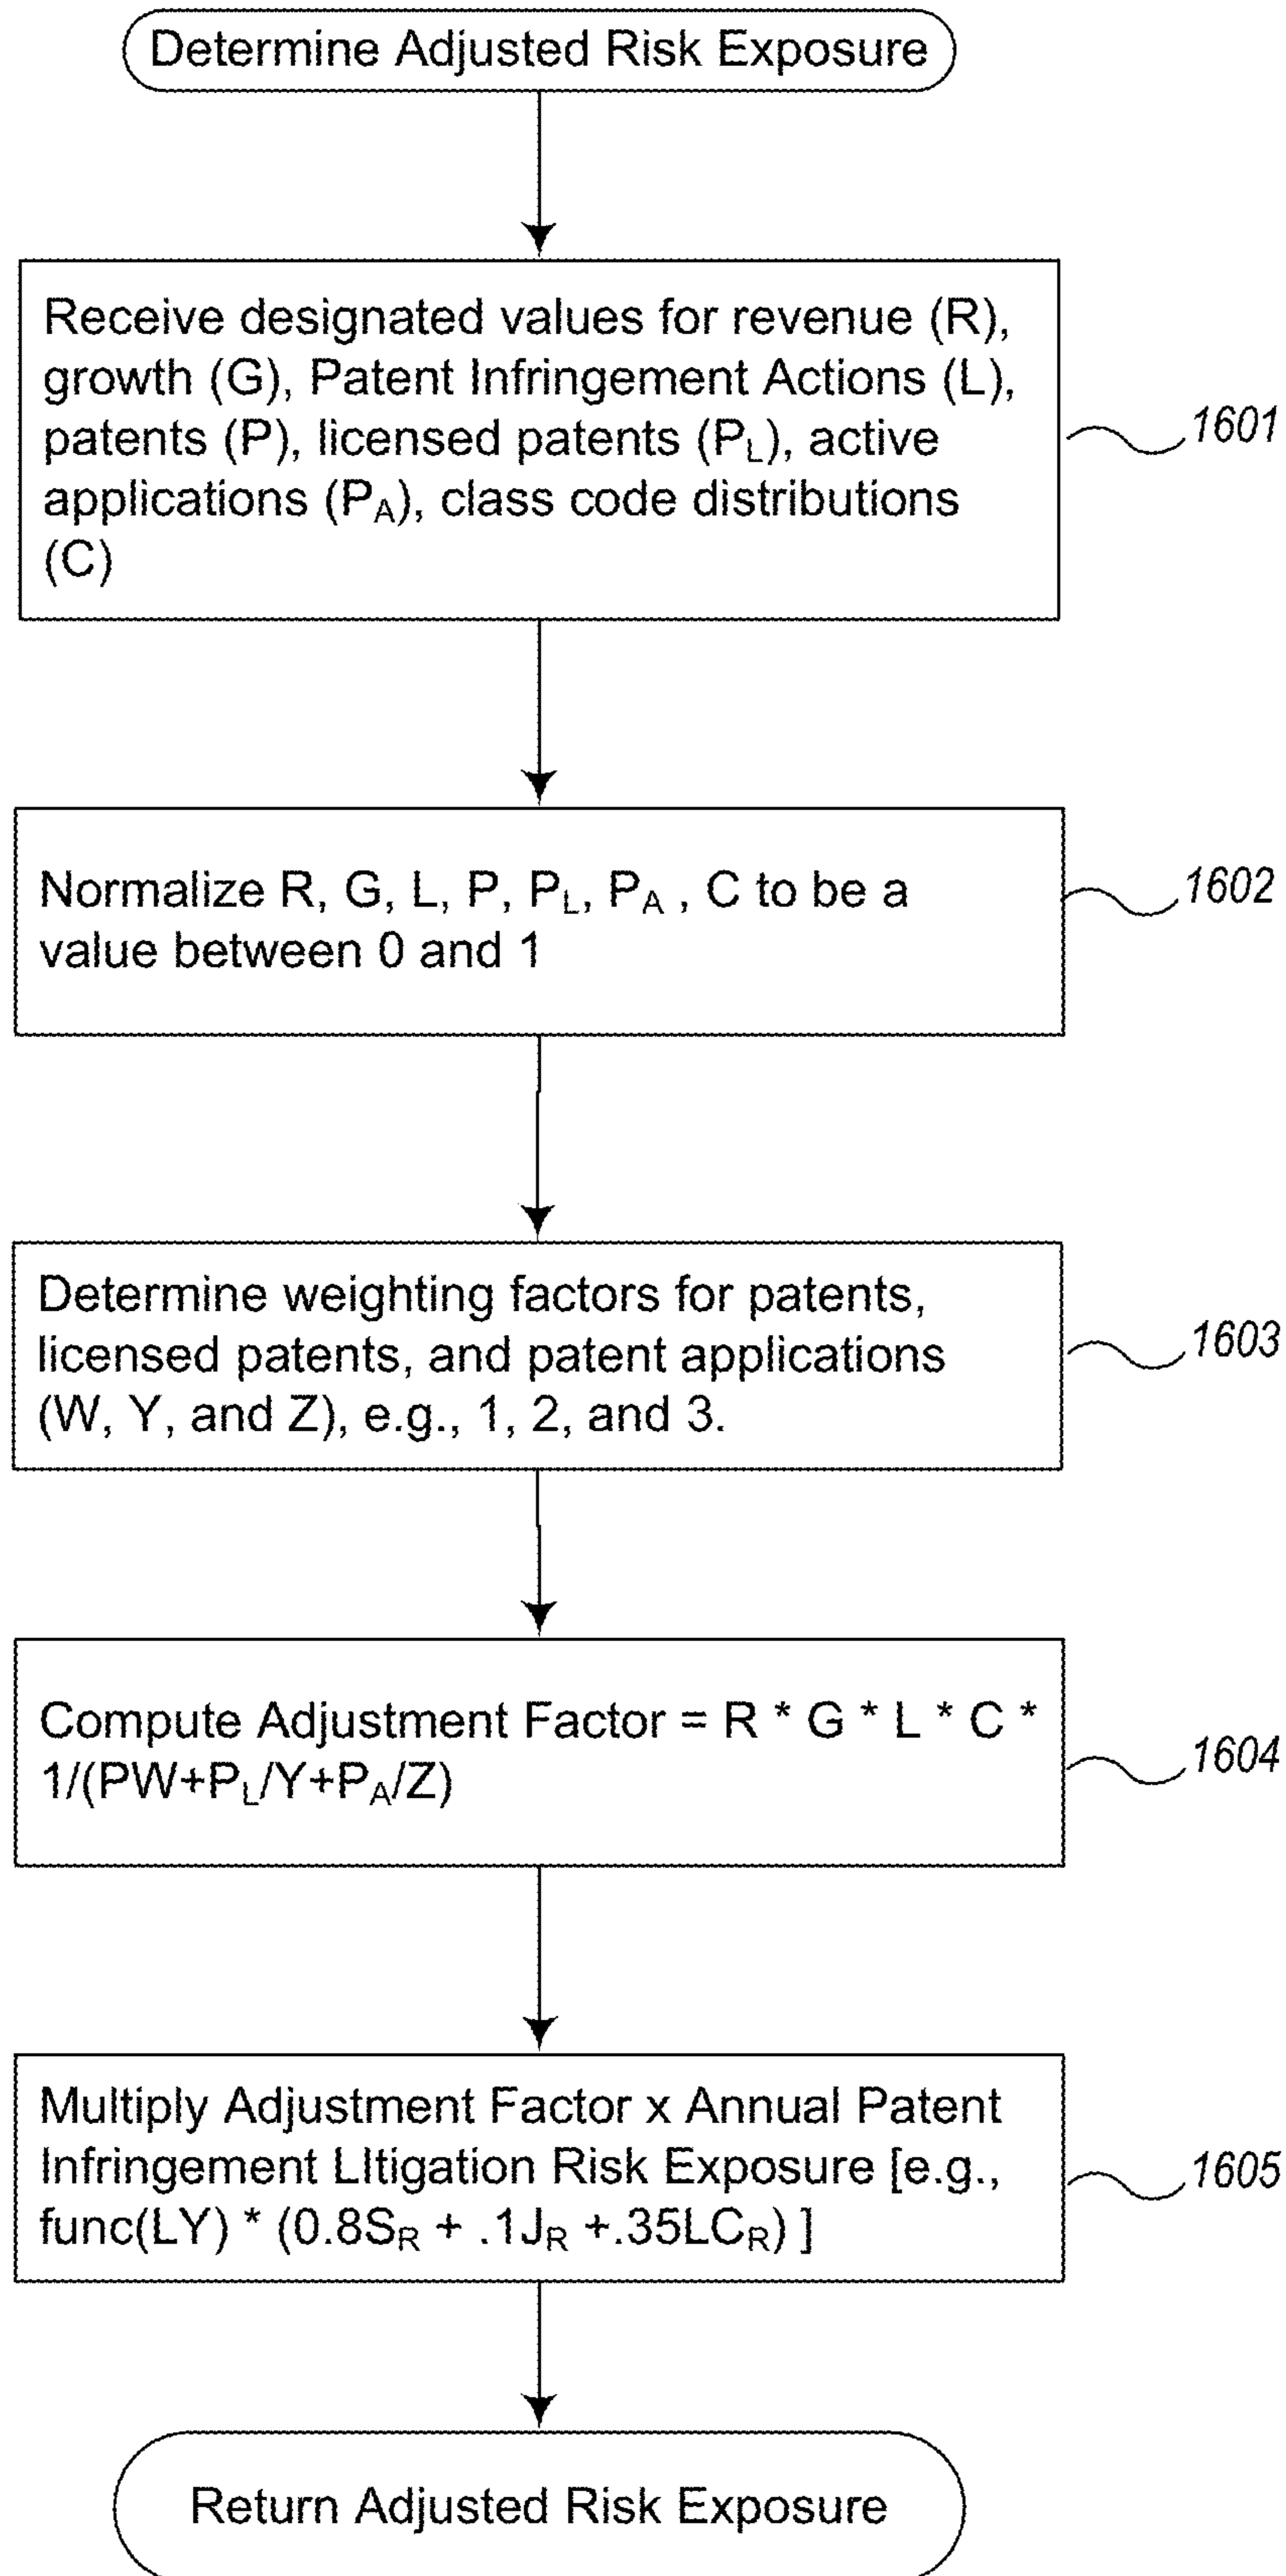 Determine Adjusted Risk Exposure
Receive designated values for revenue (R),
growth (G), Patent Infringement Actions (L),
patents (P), licensed patents (PL), active
applications (PA), class code distributions
(C)
1601
Normalize R, G, L, P, PL, PA , C to be a
value between 0 and 1
1602
Determine weighting factors for patents,
licensed patents, and patent applications
(W, Y, and Z), e.g., 1, 2, and 3.
1603
Compute Adjustment Factor = R * G * L * C *
1/(PW+PL/Y+PA/Z)
1604
Multiply Adjustment Factor x Annual Patent
Infringement LItigation Risk Exposure [e.g.,
func(LY) * (0.8SR + .1JR +.35LCR) ]
1605
Return Adjusted Risk Exposure